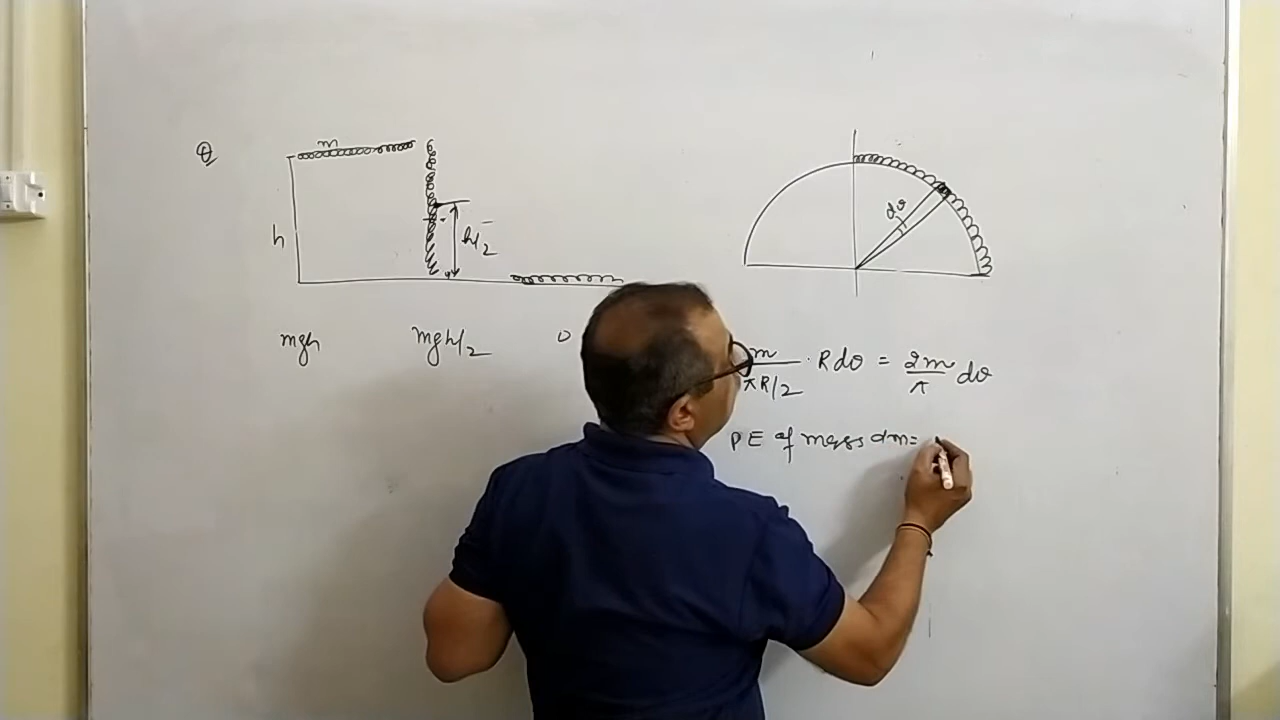 Q
m
h
h/2
mgh
mgh/2
0
dθ
m/πR/2 · Rdθ = 2m/π dθ
PE of mass dm=